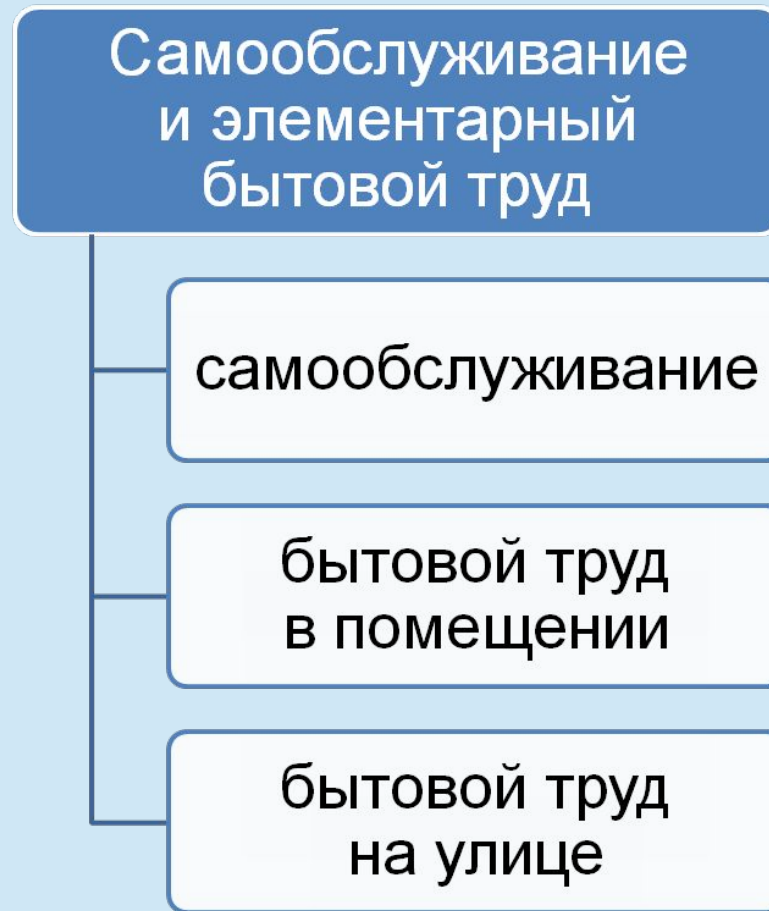 Самообслуживание
и элементарный
бытовой труд
самообслуживание
бытовой труд
в помещении
бытовой труд
на улице